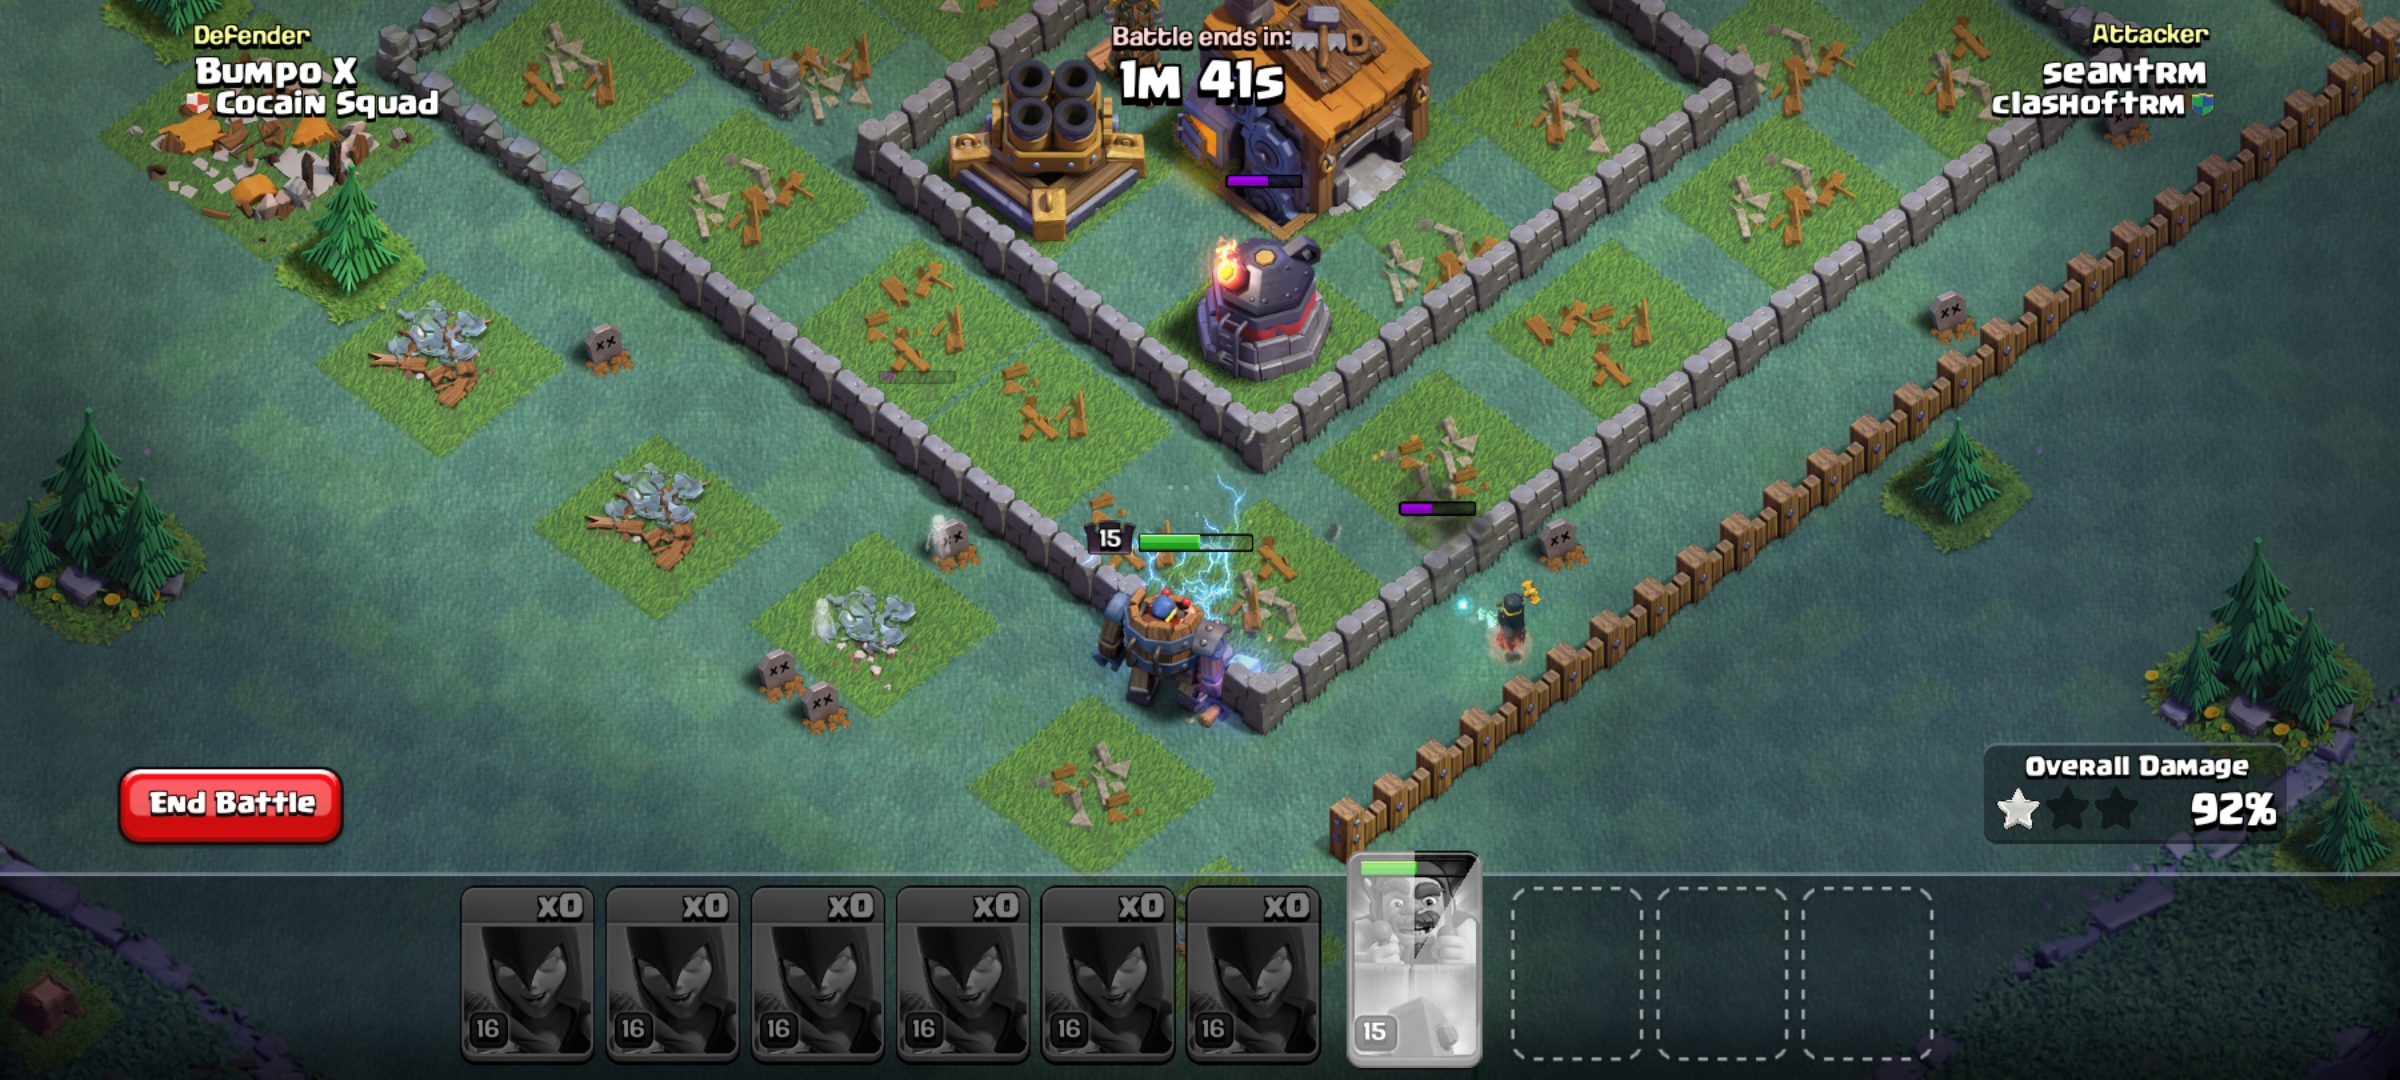 Defender
Bumpo X
Cocain Squad
Battle ends in:
1m 41s
Attacker
seantrm
clashoftrm
15
End Battle
Overall Damage
92%
x0
x0
x0
x0
x0
x0
16
16
16
16
16
16
15